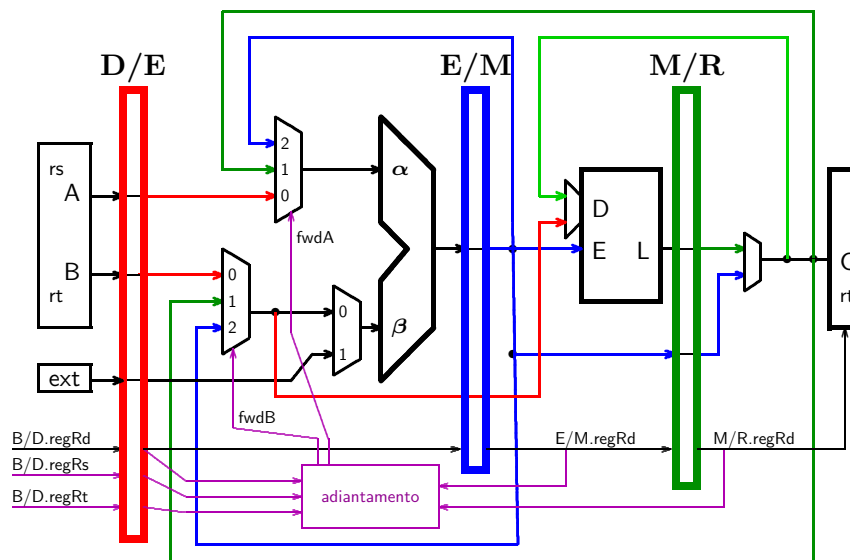 D/E
E/M
M/R
rs
A
B
rt
ext
2
1
0
fwdA
0
1
2
0
1
α
β
D
E
L
rt
fwdB
B/D.regRd
B/D.regRs
B/D.regRt
E/M.regRd
M/R.regRd
adiantamento